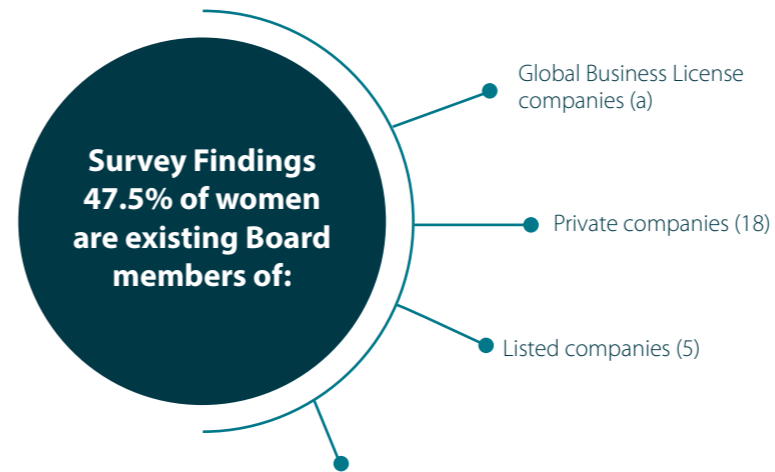 Survey Findings
47.5% of women
are existing Board
members of:
Global Business License
companies (a)
Private companies (18)
Listed companies (5)